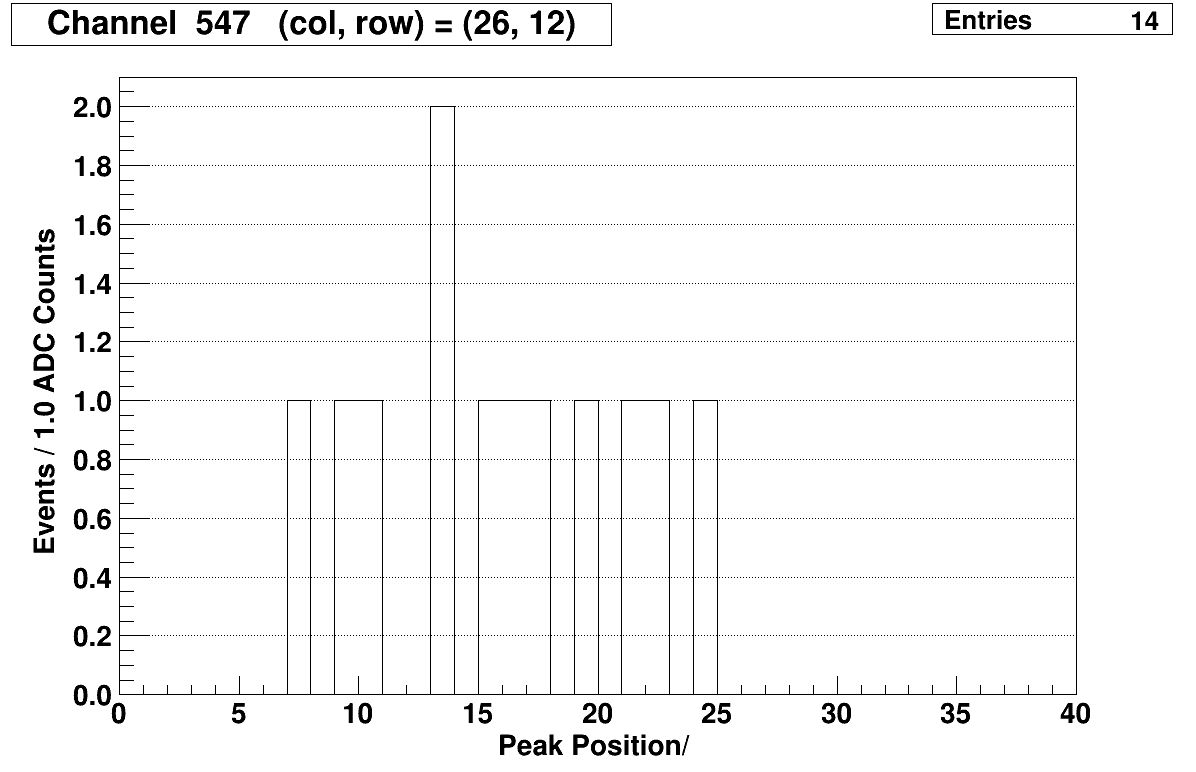 Channel  547   (col, row) = (26, 12)
Entries 14
Events / 1.0 ADC Counts
2.0
1.8
1.6
1.4
1.2
1.0
0.8
0.6
0.4
0.2
0.0
0 5 10 15 20 25 30 35 40
Peak Position/